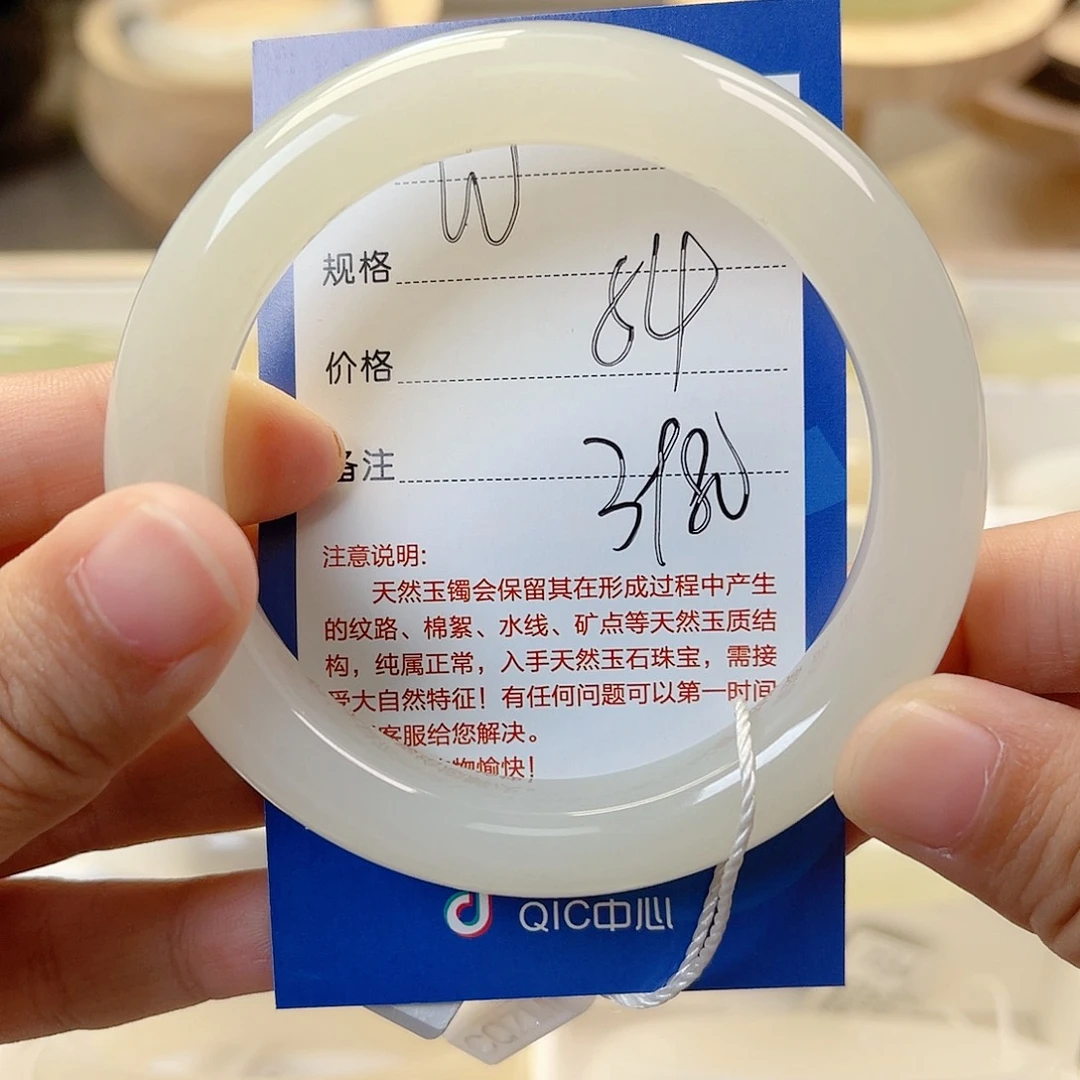 W
规格
84
价格
备注
3980
注意说明:
天然玉镯会保留其在形成过程中产生
的纹路、棉絮、水线、矿点等天然玉质结
构，纯属正常，入手天然玉石珠宝，需接
受大自然特征！有任何问题可以第一时间
客服给您解决。
物愉快！
QIC中心